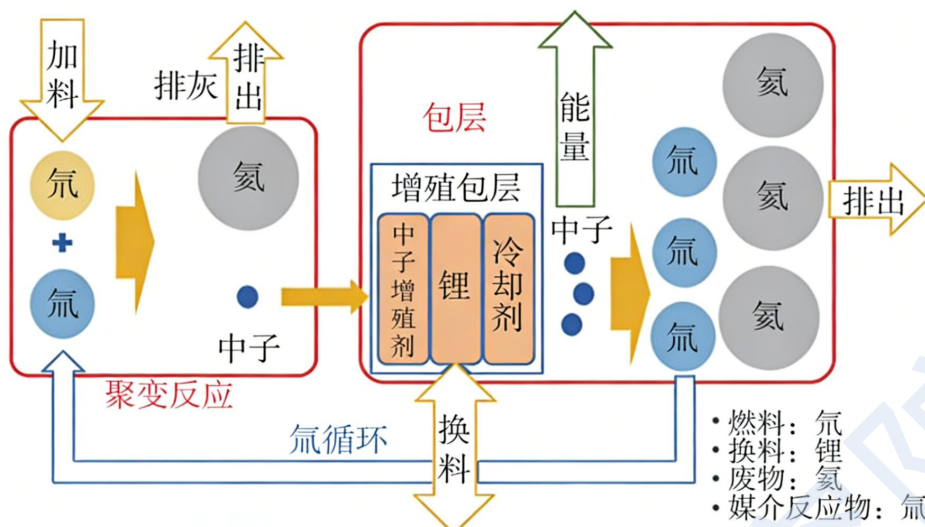 加料
排灰
排出
氘
+
氚
氦
中子
聚变反应
包层
能量
增殖包层
中子增殖剂
锂
冷却剂
中子
氚
氚
氚
氦
氦
氦
排出
氚循环
换料
• 燃料：氘
• 换料：锂
• 废物：氦
• 媒介反应物：氚